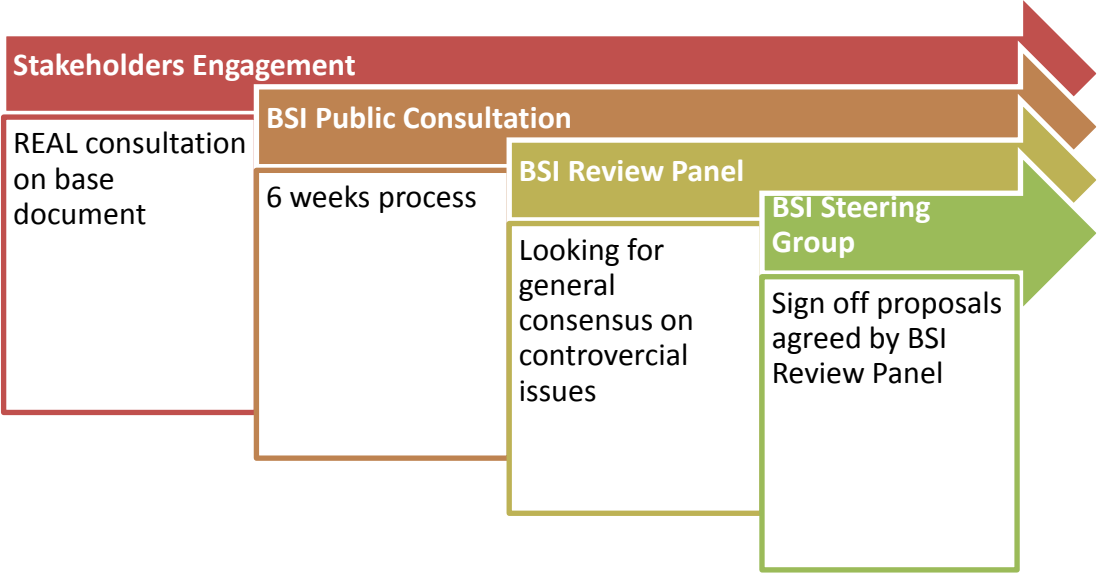 Stakeholders Engagement
REAL consultation
on base
document
BSI Public Consultation
6 weeks process
BSI Review Panel
Looking for
general
consensus on
controvercial
issues
BSI Steering
Group
Sign off proposals
agreed by BSI
Review Panel